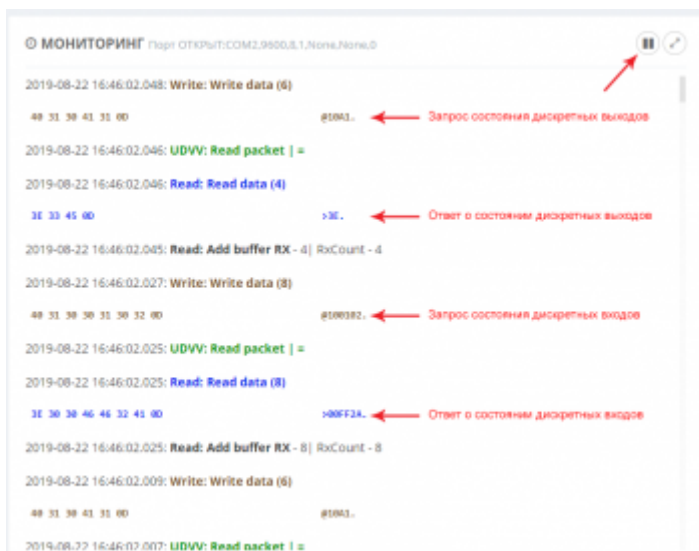 МОНИТОРИНГ Порт ОТКРЫТ:COM2,9600,8,1,None,None,0
2019-08-22 16:46:02.048: Write: Write data (6)
40 31 30 41 31 0D @10A1. Запрос состояния дискретных выходов
2019-08-22 16:46:02.046: UDVV: Read packet | =
2019-08-22 16:46:02.046: Read: Read data (4)
3E 33 45 0D >3E. Ответ о состоянии дискретных выходов
2019-08-22 16:46:02.045: Read: Add buffer RX - 4| RxCount - 4
2019-08-22 16:46:02.027: Write: Write data (8)
40 31 30 30 31 30 32 0D @100102. Запрос состояния дискретных входов
2019-08-22 16:46:02.025: UDVV: Read packet | =
2019-08-22 16:46:02.025: Read: Read data (8)
3E 30 30 46 46 32 41 0D >00FF2A. Ответ о состоянии дискретных входов
2019-08-22 16:46:02.025: Read: Add buffer RX - 8| RxCount - 8
2019-08-22 16:46:02.009: Write: Write data (6)
40 31 30 41 31 0D @10A1.
2019-08-22 16:46:02.007: UDVV: Read packet | =